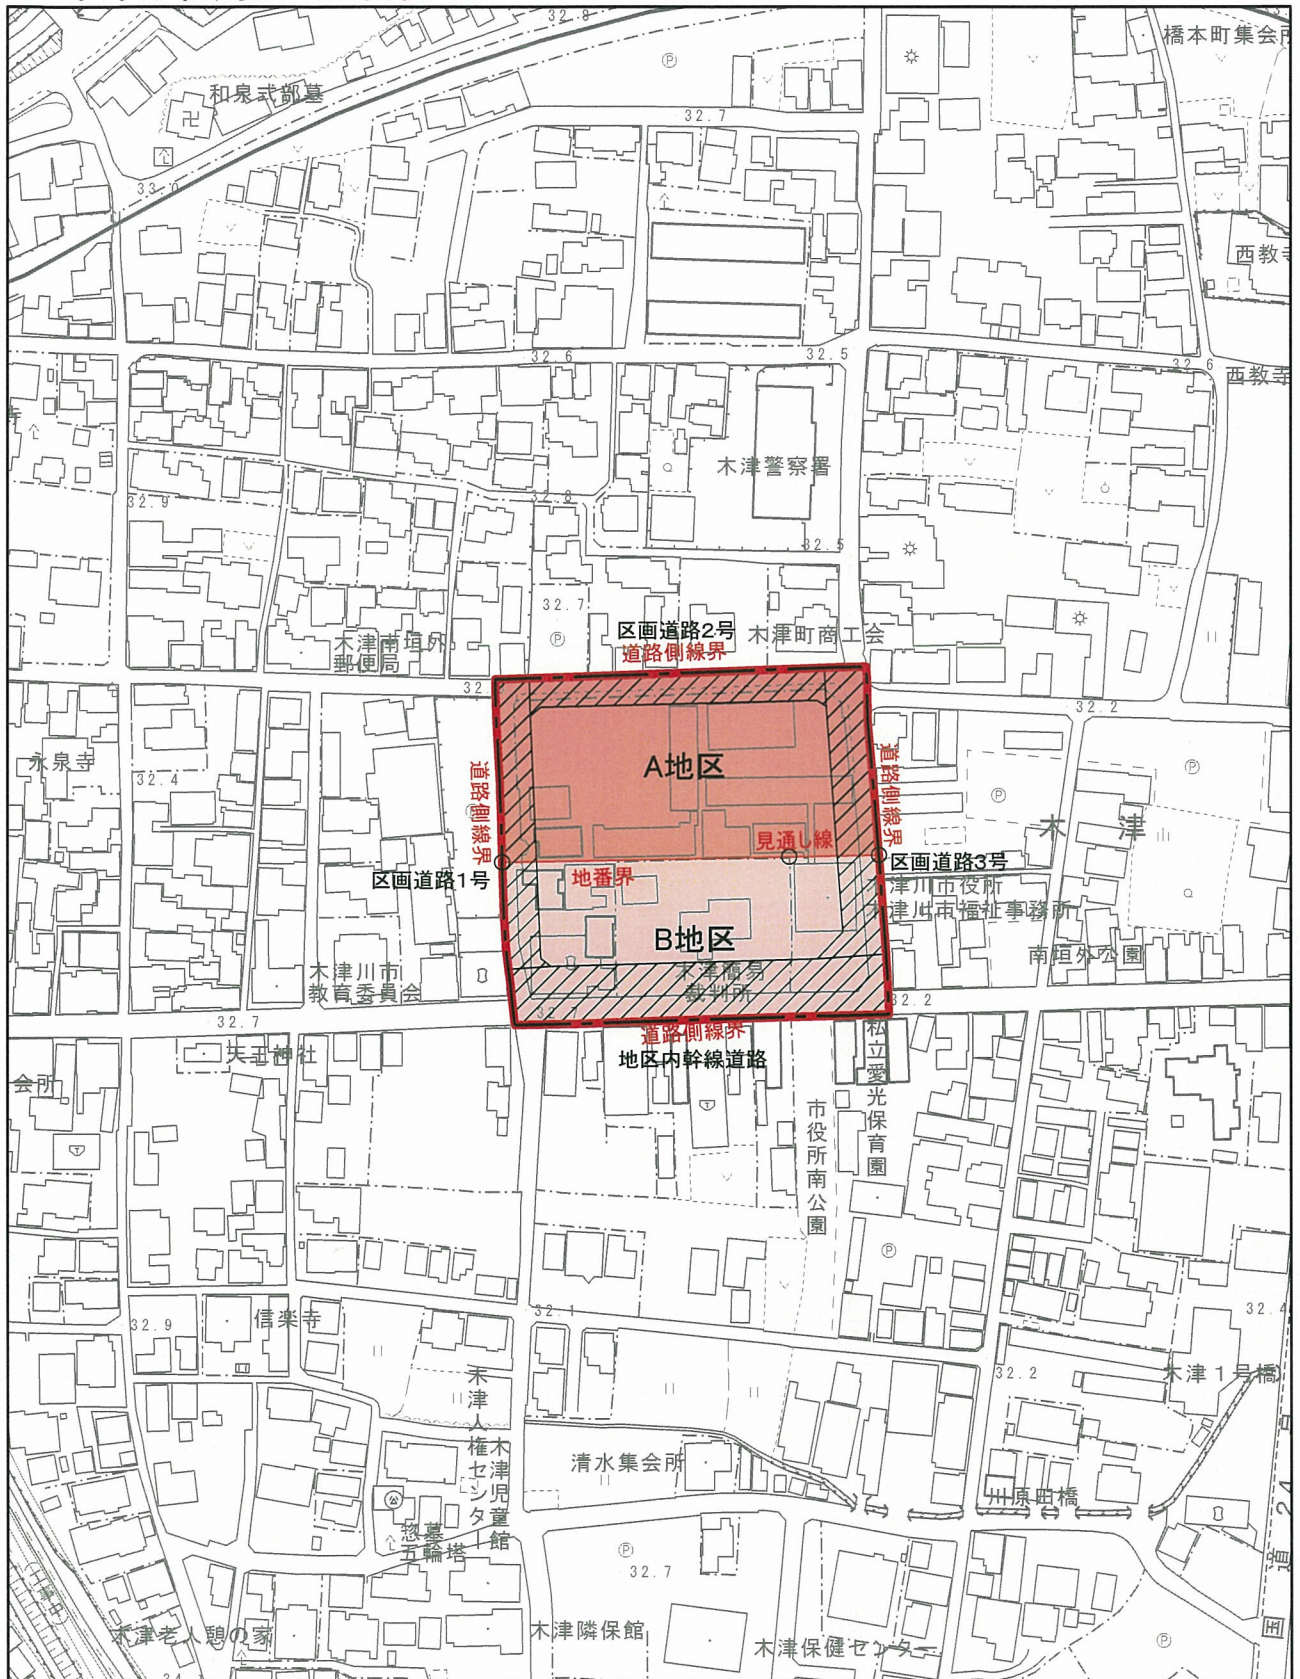 32.8
橋本町集会所
和泉式部墓
32.7
33.0
西教寺
32.6
32.5
32.6
西教寺
寺
木津警察署
32.9
32.8
32.5
32.7
区画道路2号
道路側線界
木津町商工会
木津南垣外
郵便局
32.
32.2
A地区
永泉寺
32.4
道路側線界
道路側線界
木津
見通し線
区画道路3号
区画道路1号
地番界
津川市役所
木津川市福祉事務所
B地区
南垣外公園
木津川市
教育委員会
木津簡易
裁判所
32.7
32.2
32.7
道路側線界
地区内幹線道路
天王神社
会所
私立愛光保育園
市役所南公園
32.1
信楽寺
32.9
32.4
32.2
木津1号橋
木津人権センター
木津児童館
清水集会所
川原田橋
惣墓
五輪塔
国道24
32.7
木津老人憩の家
木津隣保館
木津保健センター